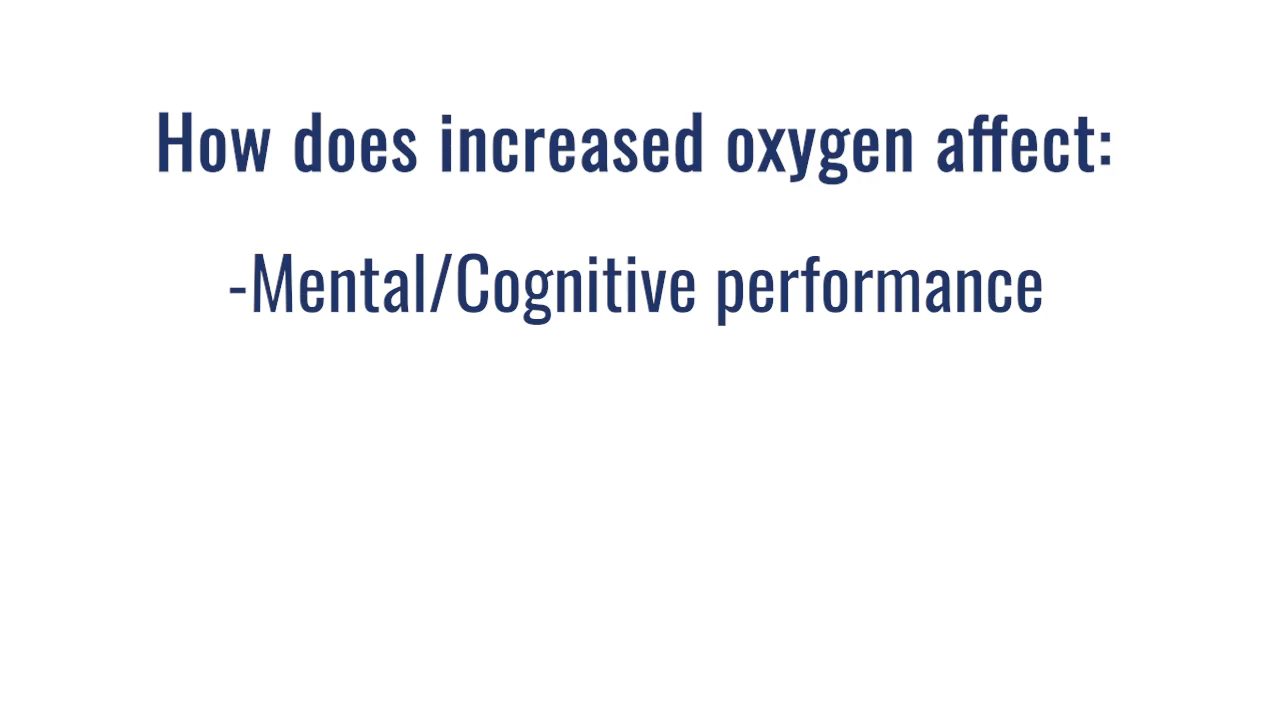 How does increased oxygen affect:
-Mental/Cognitive performance